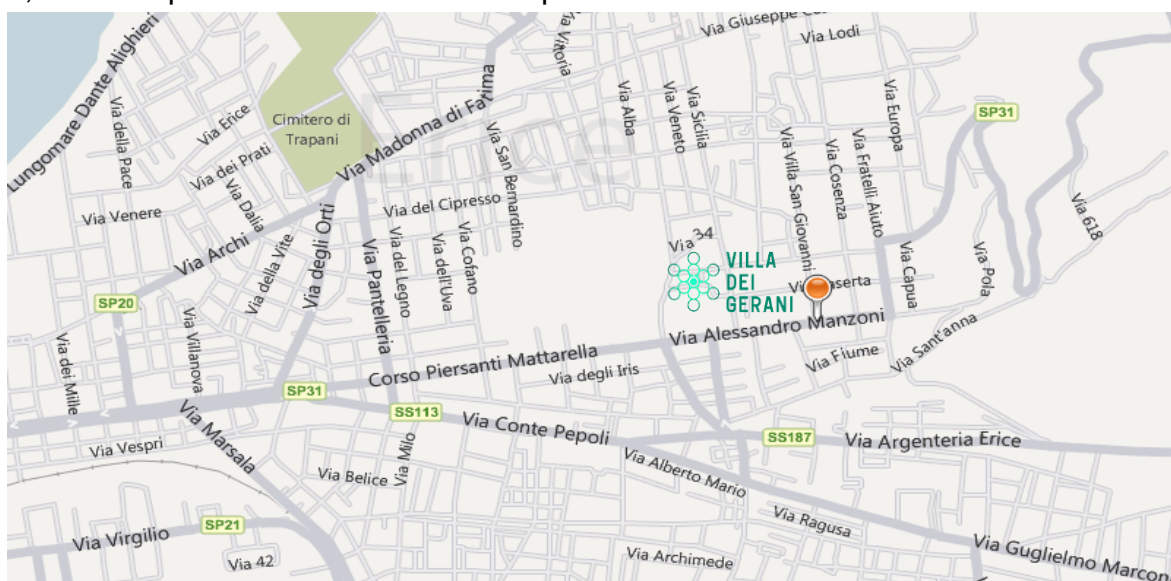 Via Giuseppe
Via Lodi
Via Vittoria
Lungomare Dante Alighieri
Via della Pace
Via Erice
Cimitero di
Trapani
Via Madonna di Fatima
Erice
Via Alba
Via Veneto
Via Sicilia
Via Europa
SP31
Via dei Prati
Via San Bernardino
Via Villa San Giovanni
Via Cosenza
Via Fratelli Aiuto
Via 618
Via Venere
Via Dalia
Via del Cipresso
Via Archi
Via della Vite
Via degli Orti
Via Pantelleria
Via del Legno
Via dell'Uva
Via Cofano
Via 34
VILLA
DEI
GERANI
Via Capua
Via Pola
SP20
Via Alessandro Manzoni
Via Sant'anna
Via dei Mille
Via Villanova
Corso Piersanti Mattarella
Via degli Iris
Via Fiume
SP31
SS113
Via Conte Pepoli
SS187
Via Argenteria Erice
Via Vespri
Via Marsala
Via Milo
Via Belice
Via Alberto Mario
Via Ragusa
SP21
Via Virgilio
Via 42
Via Archimede
Via Guglielmo Marcon